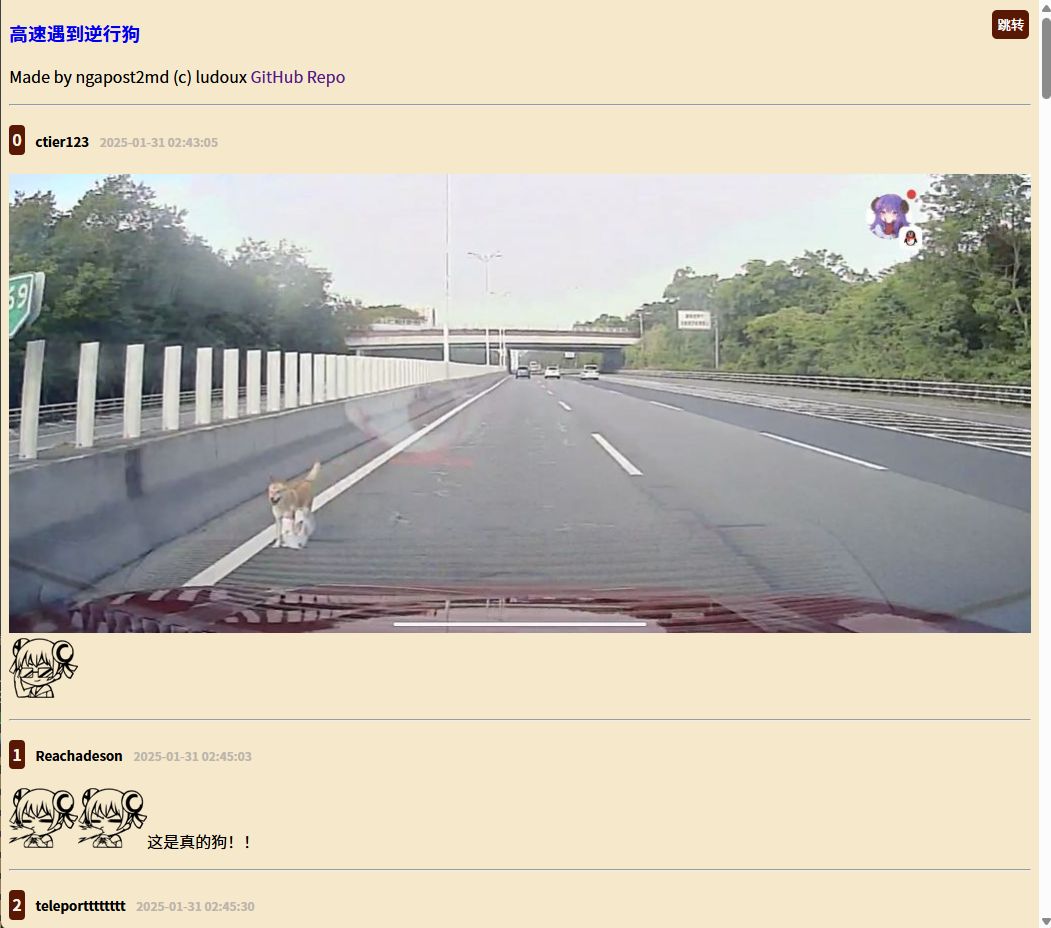 高速遇到逆行狗
跳转
Made by ngapost2md (c) ludoux GitHub Repo
0 ctier123 2025-01-31 02:43:05
69
1 Reachadeson 2025-01-31 02:45:03
这是真的狗！！
2 teleportttttttt 2025-01-31 02:45:30